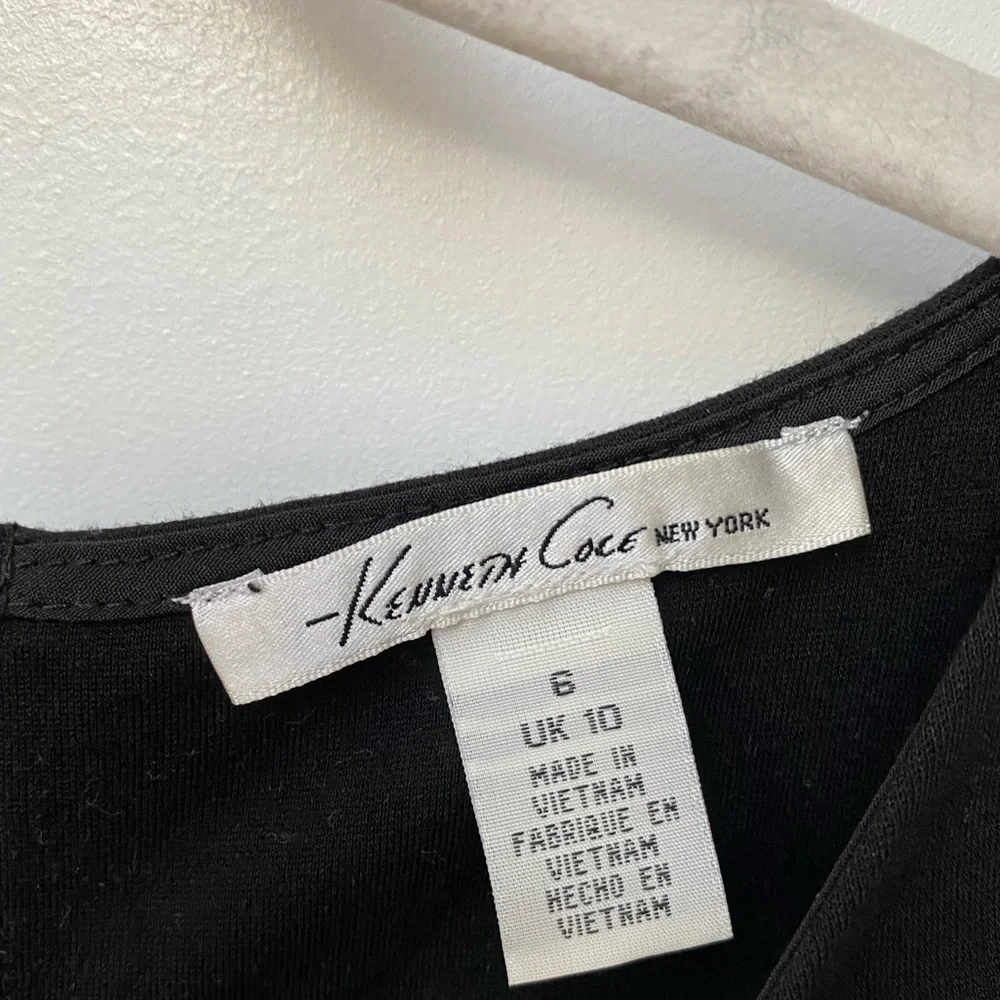 Kenneth Cole NEW YORK
6
UK 10
MADE IN
VIETNAM
FABRIQUE EN
VIETNAM
HECHO EN
VIETNAM